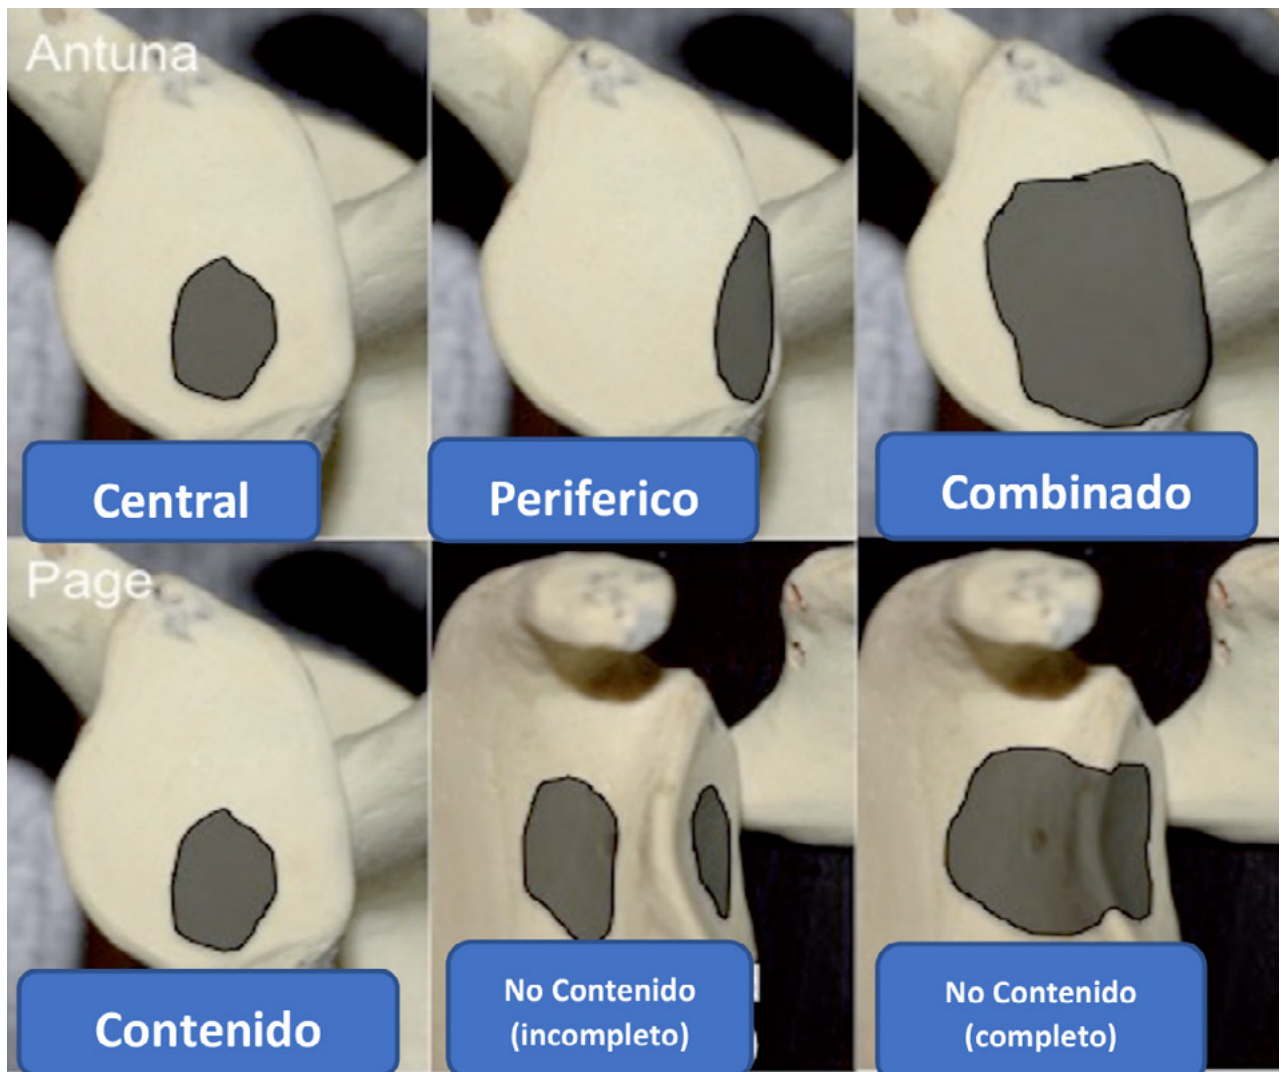 Antuna
Central
Periferico
Combinado
Page
Contenido
No Contenido
(incompleto)
No Contenido
(completo)